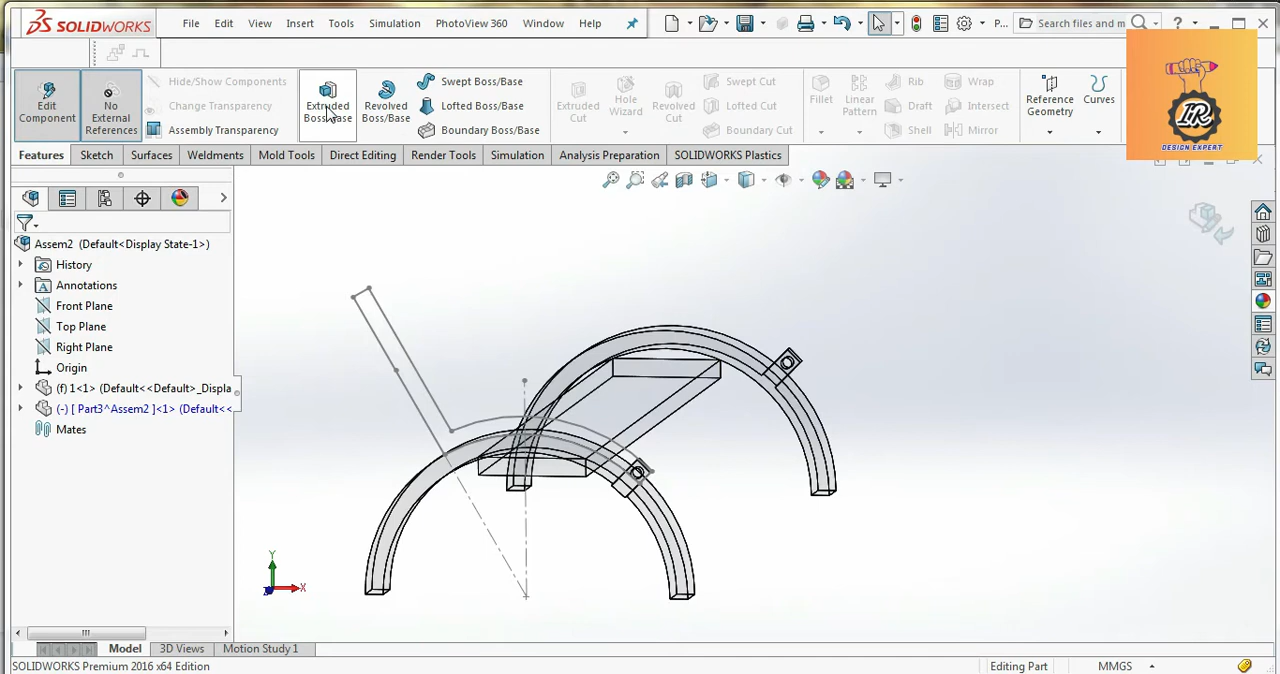 SOLIDWORKS
File Edit View Insert Tools Simulation PhotoView 360 Window Help
P... Search files and m
Edit Component
No External References
Hide/Show Components
Change Transparency
Assembly Transparency
Extruded Boss/Base
Revolved Boss/Base
Swept Boss/Base
Lofted Boss/Base
Boundary Boss/Base
Extruded Cut
Hole Wizard
Revolved Cut
Swept Cut
Lofted Cut
Boundary Cut
Fillet
Linear Pattern
Rib
Draft
Shell
Wrap
Intersect
Mirror
Reference Geometry
Curves
IR
DESIGN EXPERT
Features Sketch Surfaces Weldments Mold Tools Direct Editing Render Tools Simulation Analysis Preparation SOLIDWORKS Plastics
Assem2 (Default<Display State-1>)
History
Annotations
Front Plane
Top Plane
Right Plane
Origin
(f) 1<1> (Default<<Default>_Displa
(-) [ Part3^Assem2 ]<1> (Default<<
Mates
Y
X
Z
Model 3D Views Motion Study 1
SOLIDWORKS Premium 2016 x64 Edition
Editing Part MMGS